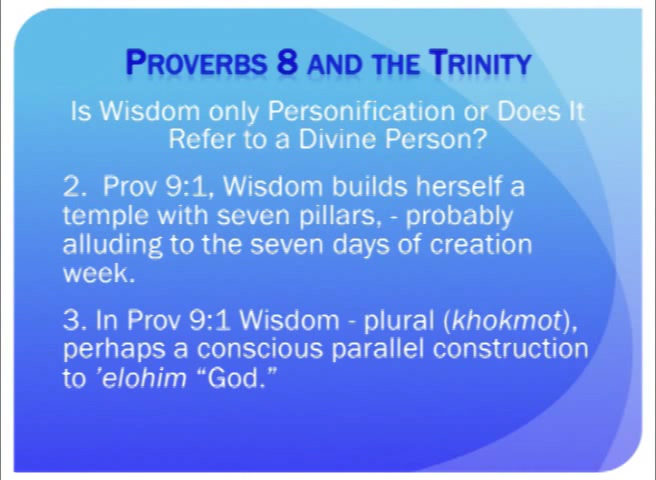 PROVERBS 8 AND THE TRINITY
Is Wisdom only Personification or Does It
Refer to a Divine Person?
2. Prov 9:1, Wisdom builds herself a
temple with seven pillars, - probably
alluding to the seven days of creation
week.
3. In Prov 9:1 Wisdom - plural (khokmot),
perhaps a conscious parallel construction
to ’elohim “God.”